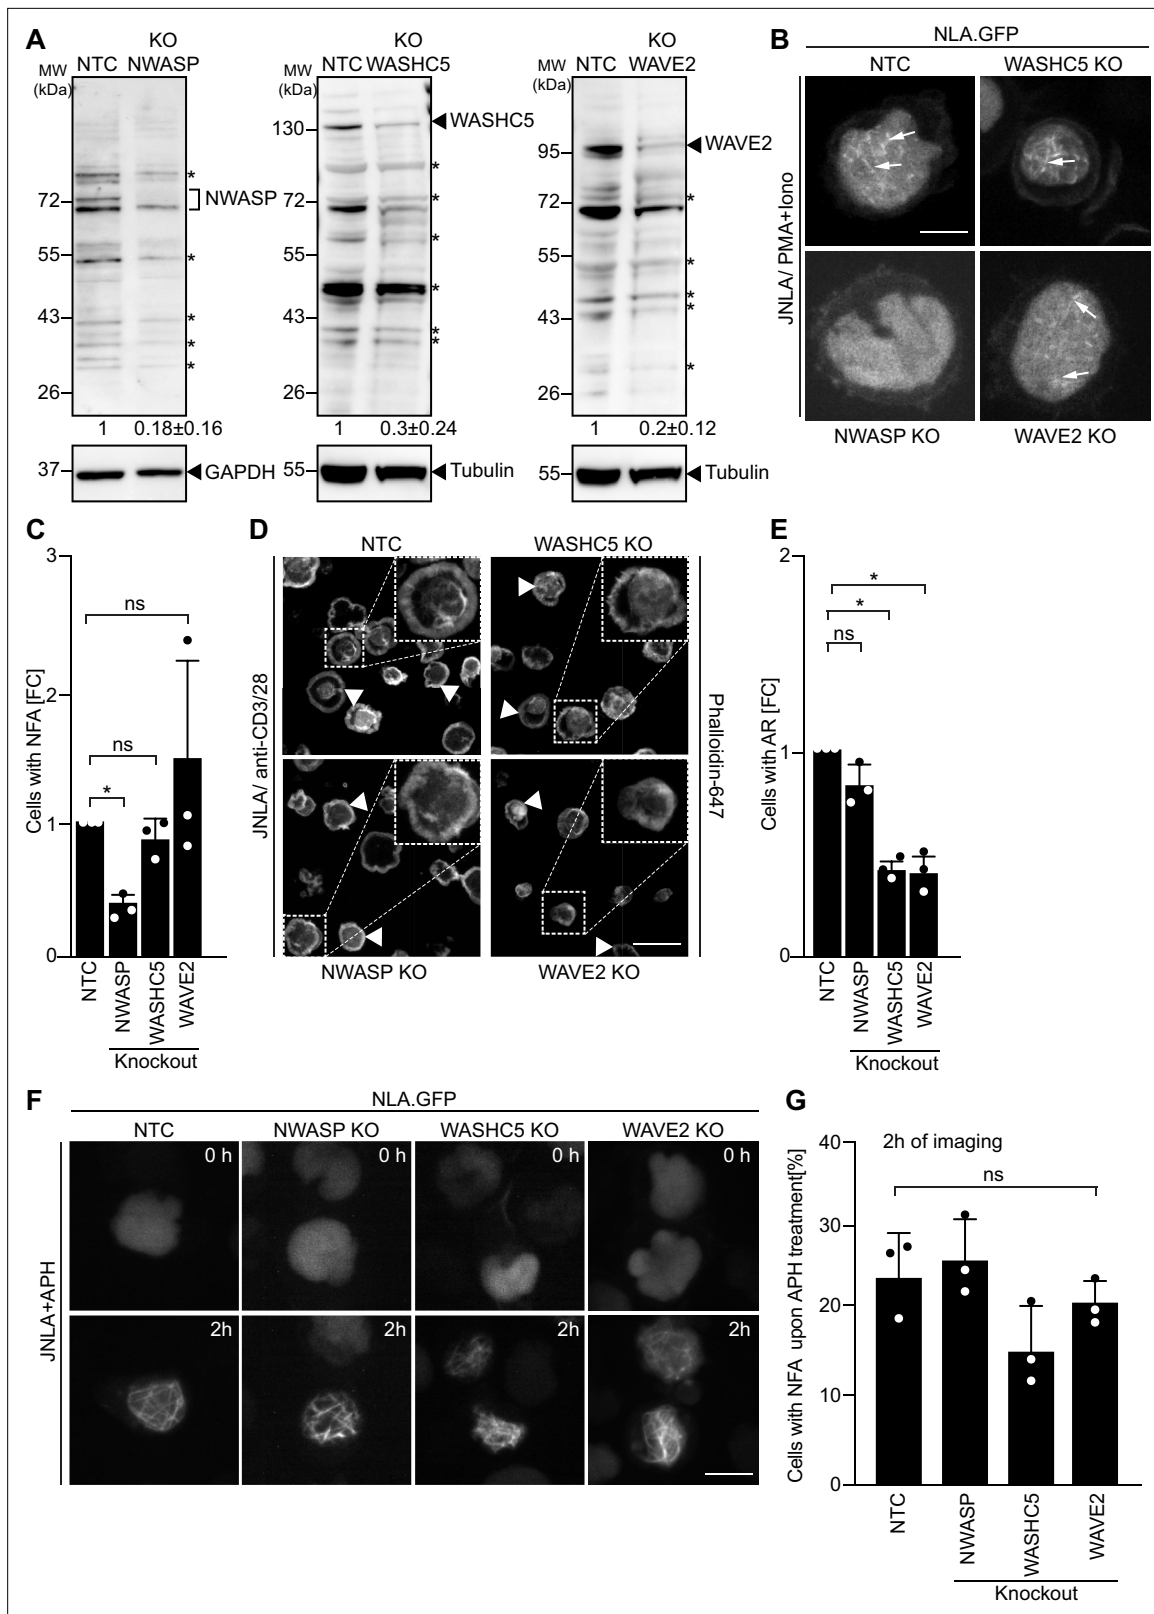 A
MW
(kDa)
NTC
KO
NWASP
72
55
43
26
NWASP
*
*
*
*
*
1
0.18±0.16
37
GAPDH
MW
(kDa)
NTC
KO
WASHC5
130
95
72
55
43
26
WASHC5
*
*
*
*
*
*
1
0.3±0.24
55
Tubulin
MW
(kDa)
NTC
KO
WAVE2
95
72
55
43
26
WAVE2
*
*
*
*
*
1
0.2±0.12
55
Tubulin
B
NLA.GFP
NTC
WASHC5 KO
JNLA/ PMA+Iono
NWASP KO
WAVE2 KO
C
Cells with NFA [FC]
3
2
1
0
ns
ns
*
NTC
NWASP
WASHC5
WAVE2
Knockout
D
NTC
WASHC5 KO
JNLA/ anti-CD3/28
Phalloidin-647
NWASP KO
WAVE2 KO
E
Cells with AR [FC]
2
1
0
*
*
ns
NTC
NWASP
WASHC5
WAVE2
Knockout
F
NLA.GFP
NTC
NWASP KO
WASHC5 KO
WAVE2 KO
JNLA+APH
0 h
0 h
0 h
0 h
2h
2h
2h
2h
G
Cells with NFA upon APH treatment[%]
40
30
20
10
0
2h of imaging
ns
NTC
NWASP
WASHC5
WAVE2
Knockout